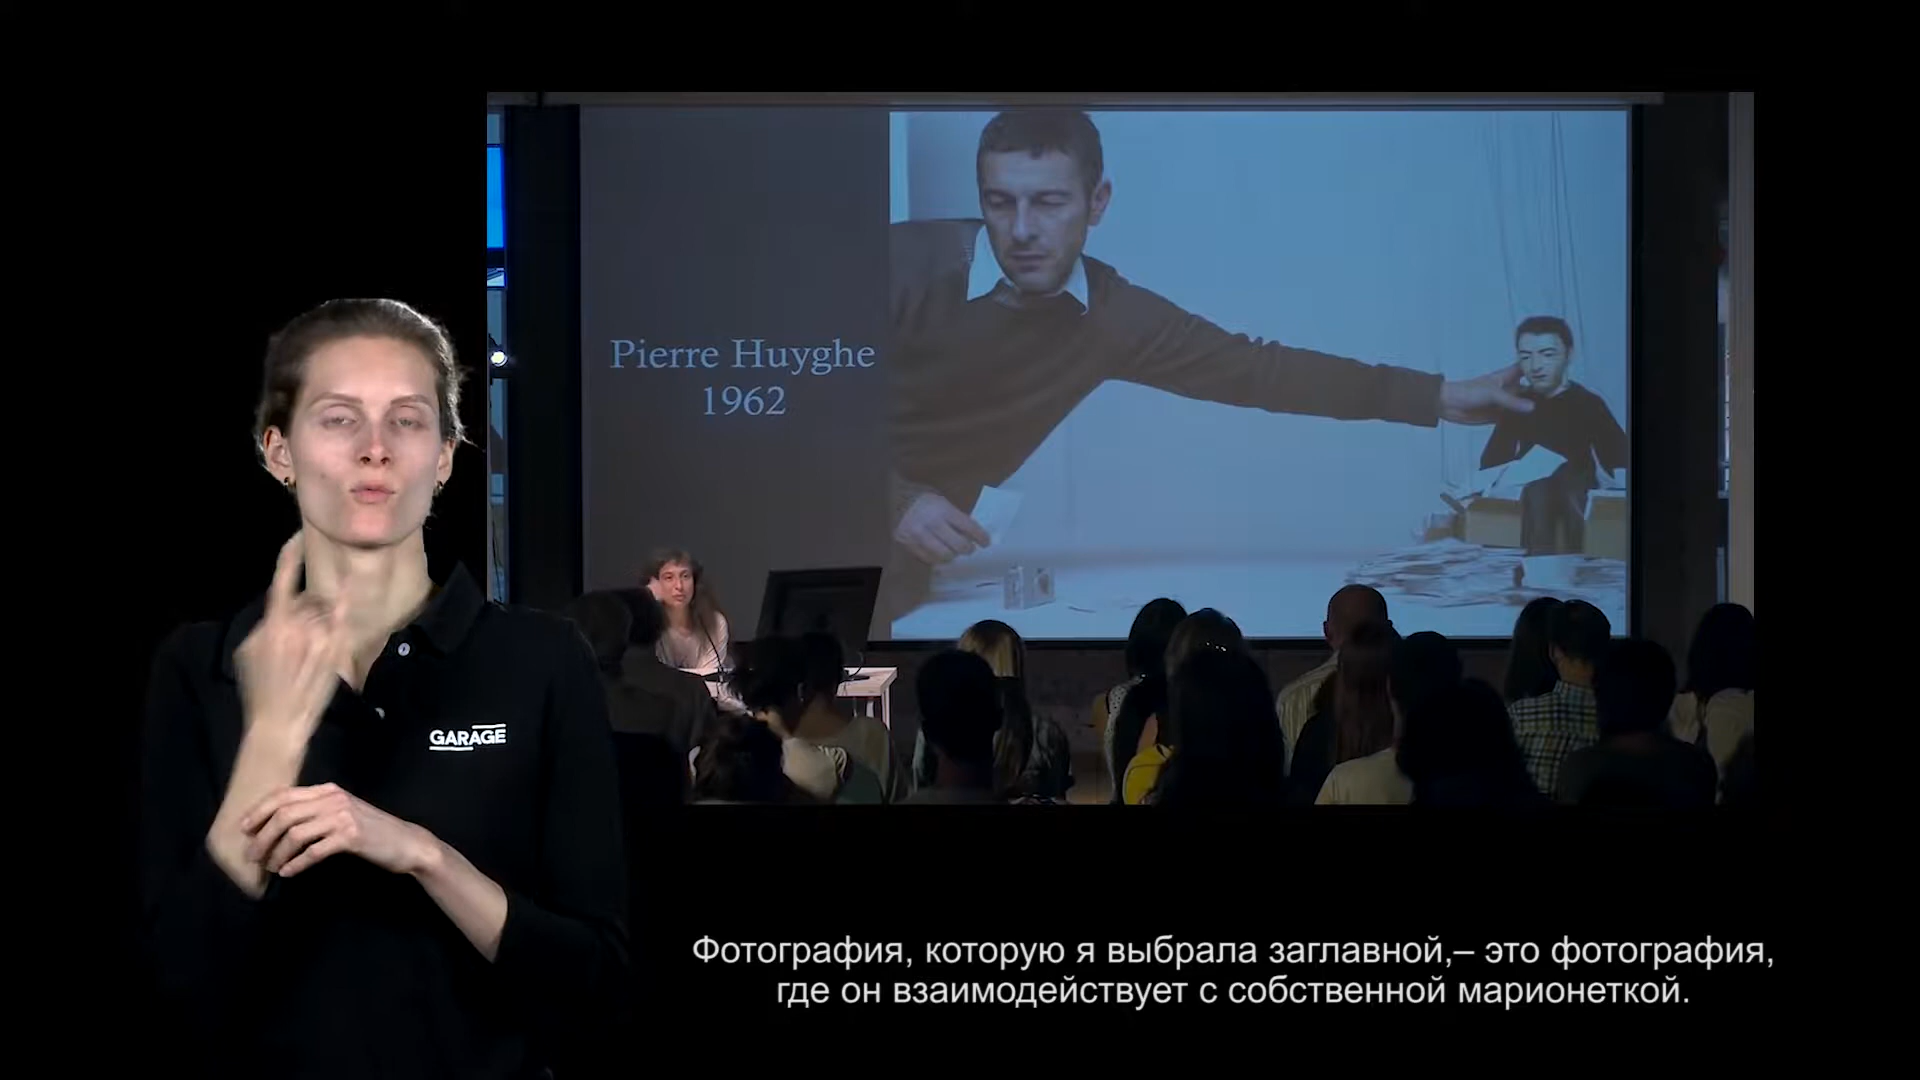 Pierre Huyghe
1962
GARAGE
Фотография, которую я выбрала заглавной,– это фотография,
где он взаимодействует с собственной марионеткой.